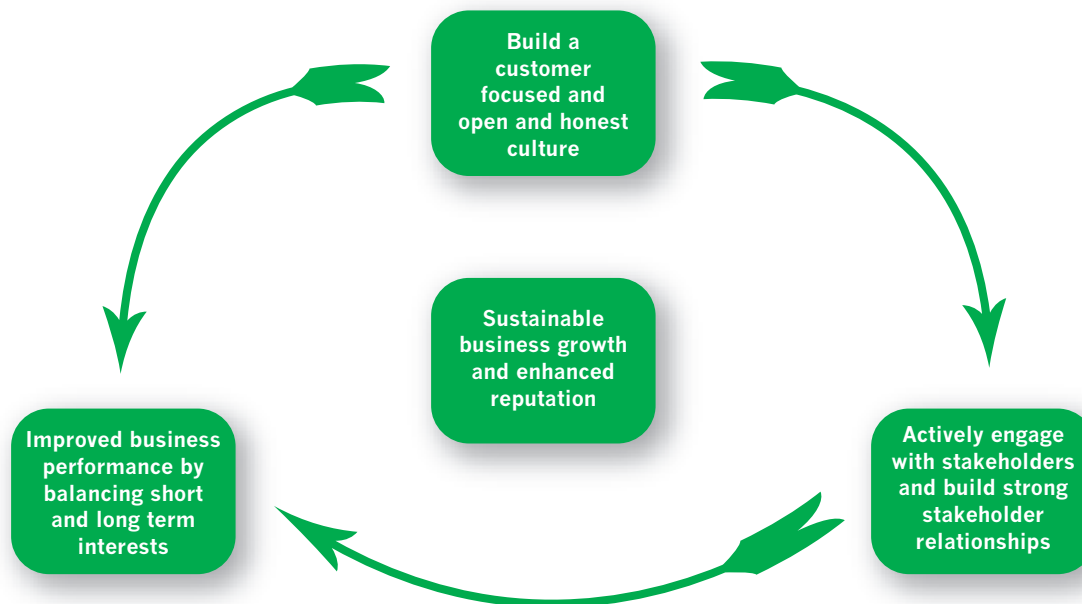 Build a
customer
focused and
open and honest
culture
Sustainable
business growth
and enhanced
reputation
Improved business
performance by
balancing short
and long term
interests
Actively engage
with stakeholders
and build strong
stakeholder
relationships